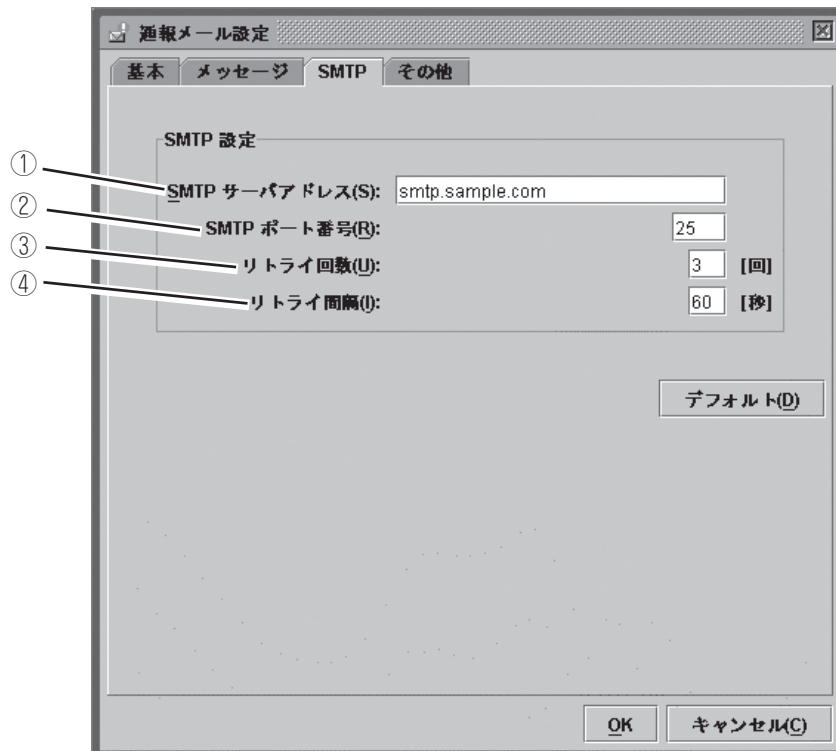 通報メール設定
基本 メッセージ SMTP その他
SMTP 設定
① SMTP サーバアドレス(S): smtp.sample.com
② SMTP ポート番号(R): 25
③ リトライ回数(U): 3 [回]
④ リトライ間隔(I): 60 [秒]
デフォルト(D)
OK キャンセル(C)